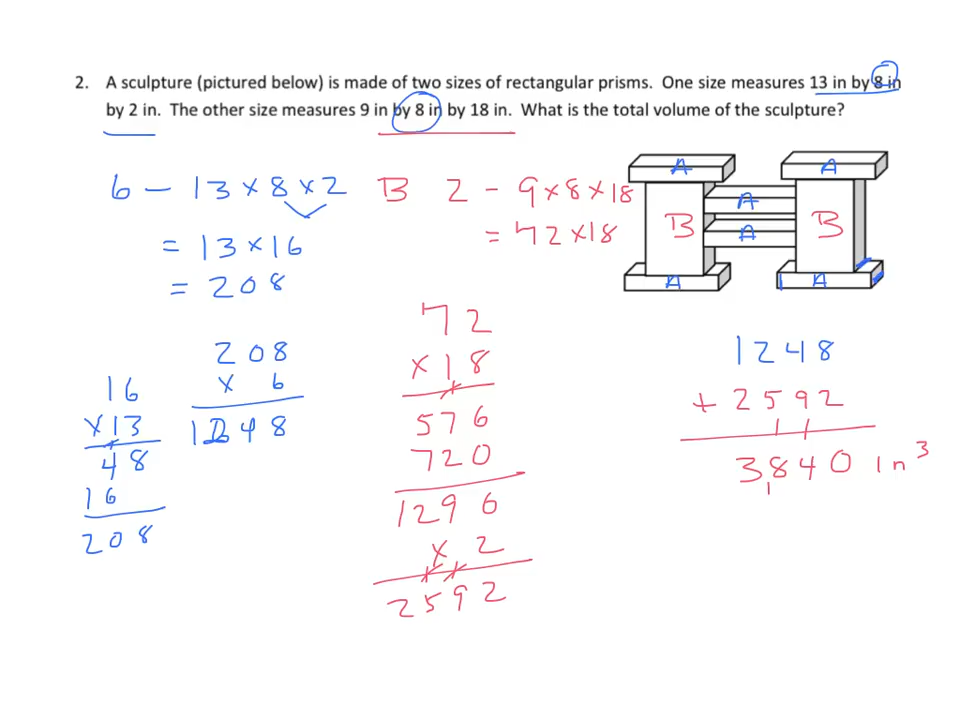 2. A sculpture (pictured below) is made of two sizes of rectangular prisms. One size measures 13 in by 8 in
by 2 in. The other size measures 9 in by 8 in by 18 in. What is the total volume of the sculpture?
6 - 13 × 8 × 2
= 13 × 16
= 208
B 2 - 9 × 8 × 18
= 72 × 18
A A
A
B B
A
A A
16
× 13
48
16
208
208
× 6
1248
72
× 18
576
720
1296
× 2
2592
1248
+ 2592
3,840 in³